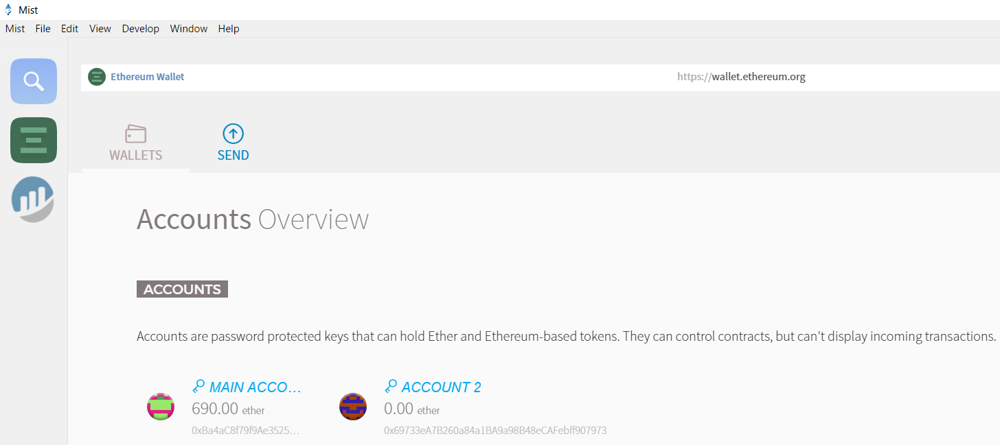 Mist
Mist File Edit View Develop Window Help
Ethereum Wallet https://wallet.ethereum.org
WALLETS SEND
Accounts Overview
ACCOUNTS
Accounts are password protected keys that can hold Ether and Ethereum-based tokens. They can control contracts, but can't display incoming transactions.
MAIN ACCO... ACCOUNT 2
690.00 ether 0.00 ether
0xBa4aC8f79f9Ae3525... 0x69733eA7B260a84a1BA9a98B48eCAFebff907973